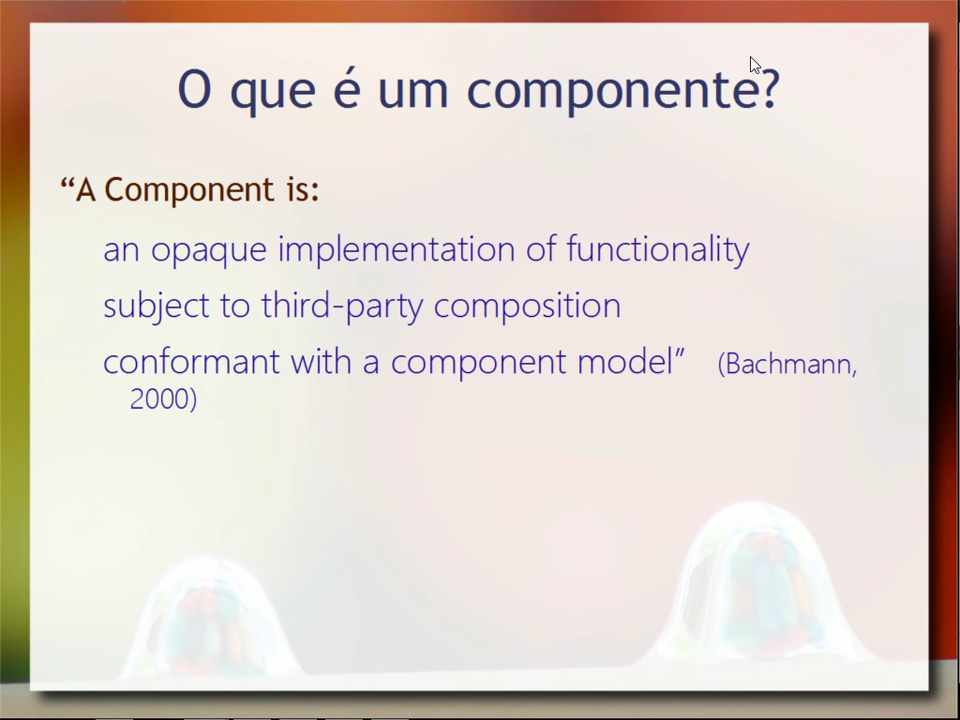 O que é um componente?
“A Component is:
an opaque implementation of functionality
subject to third-party composition
conformant with a component model” (Bachmann,
2000)